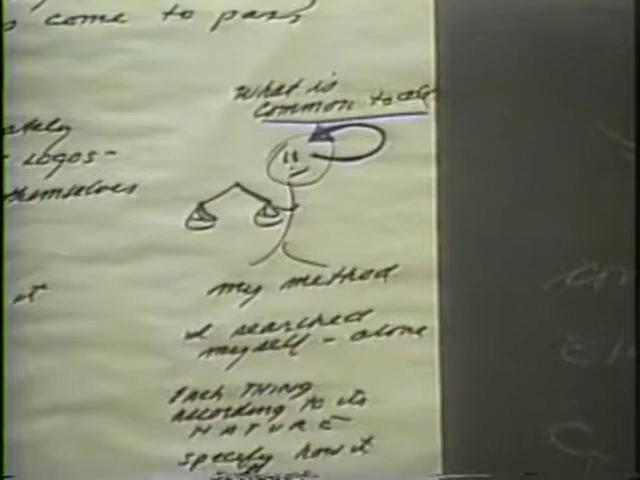 come to pass
What is
common to all
ately
- Logos -
themselves
it
my method
I searched
myself - alone
Each THING
according to its
NATURE
specify how it